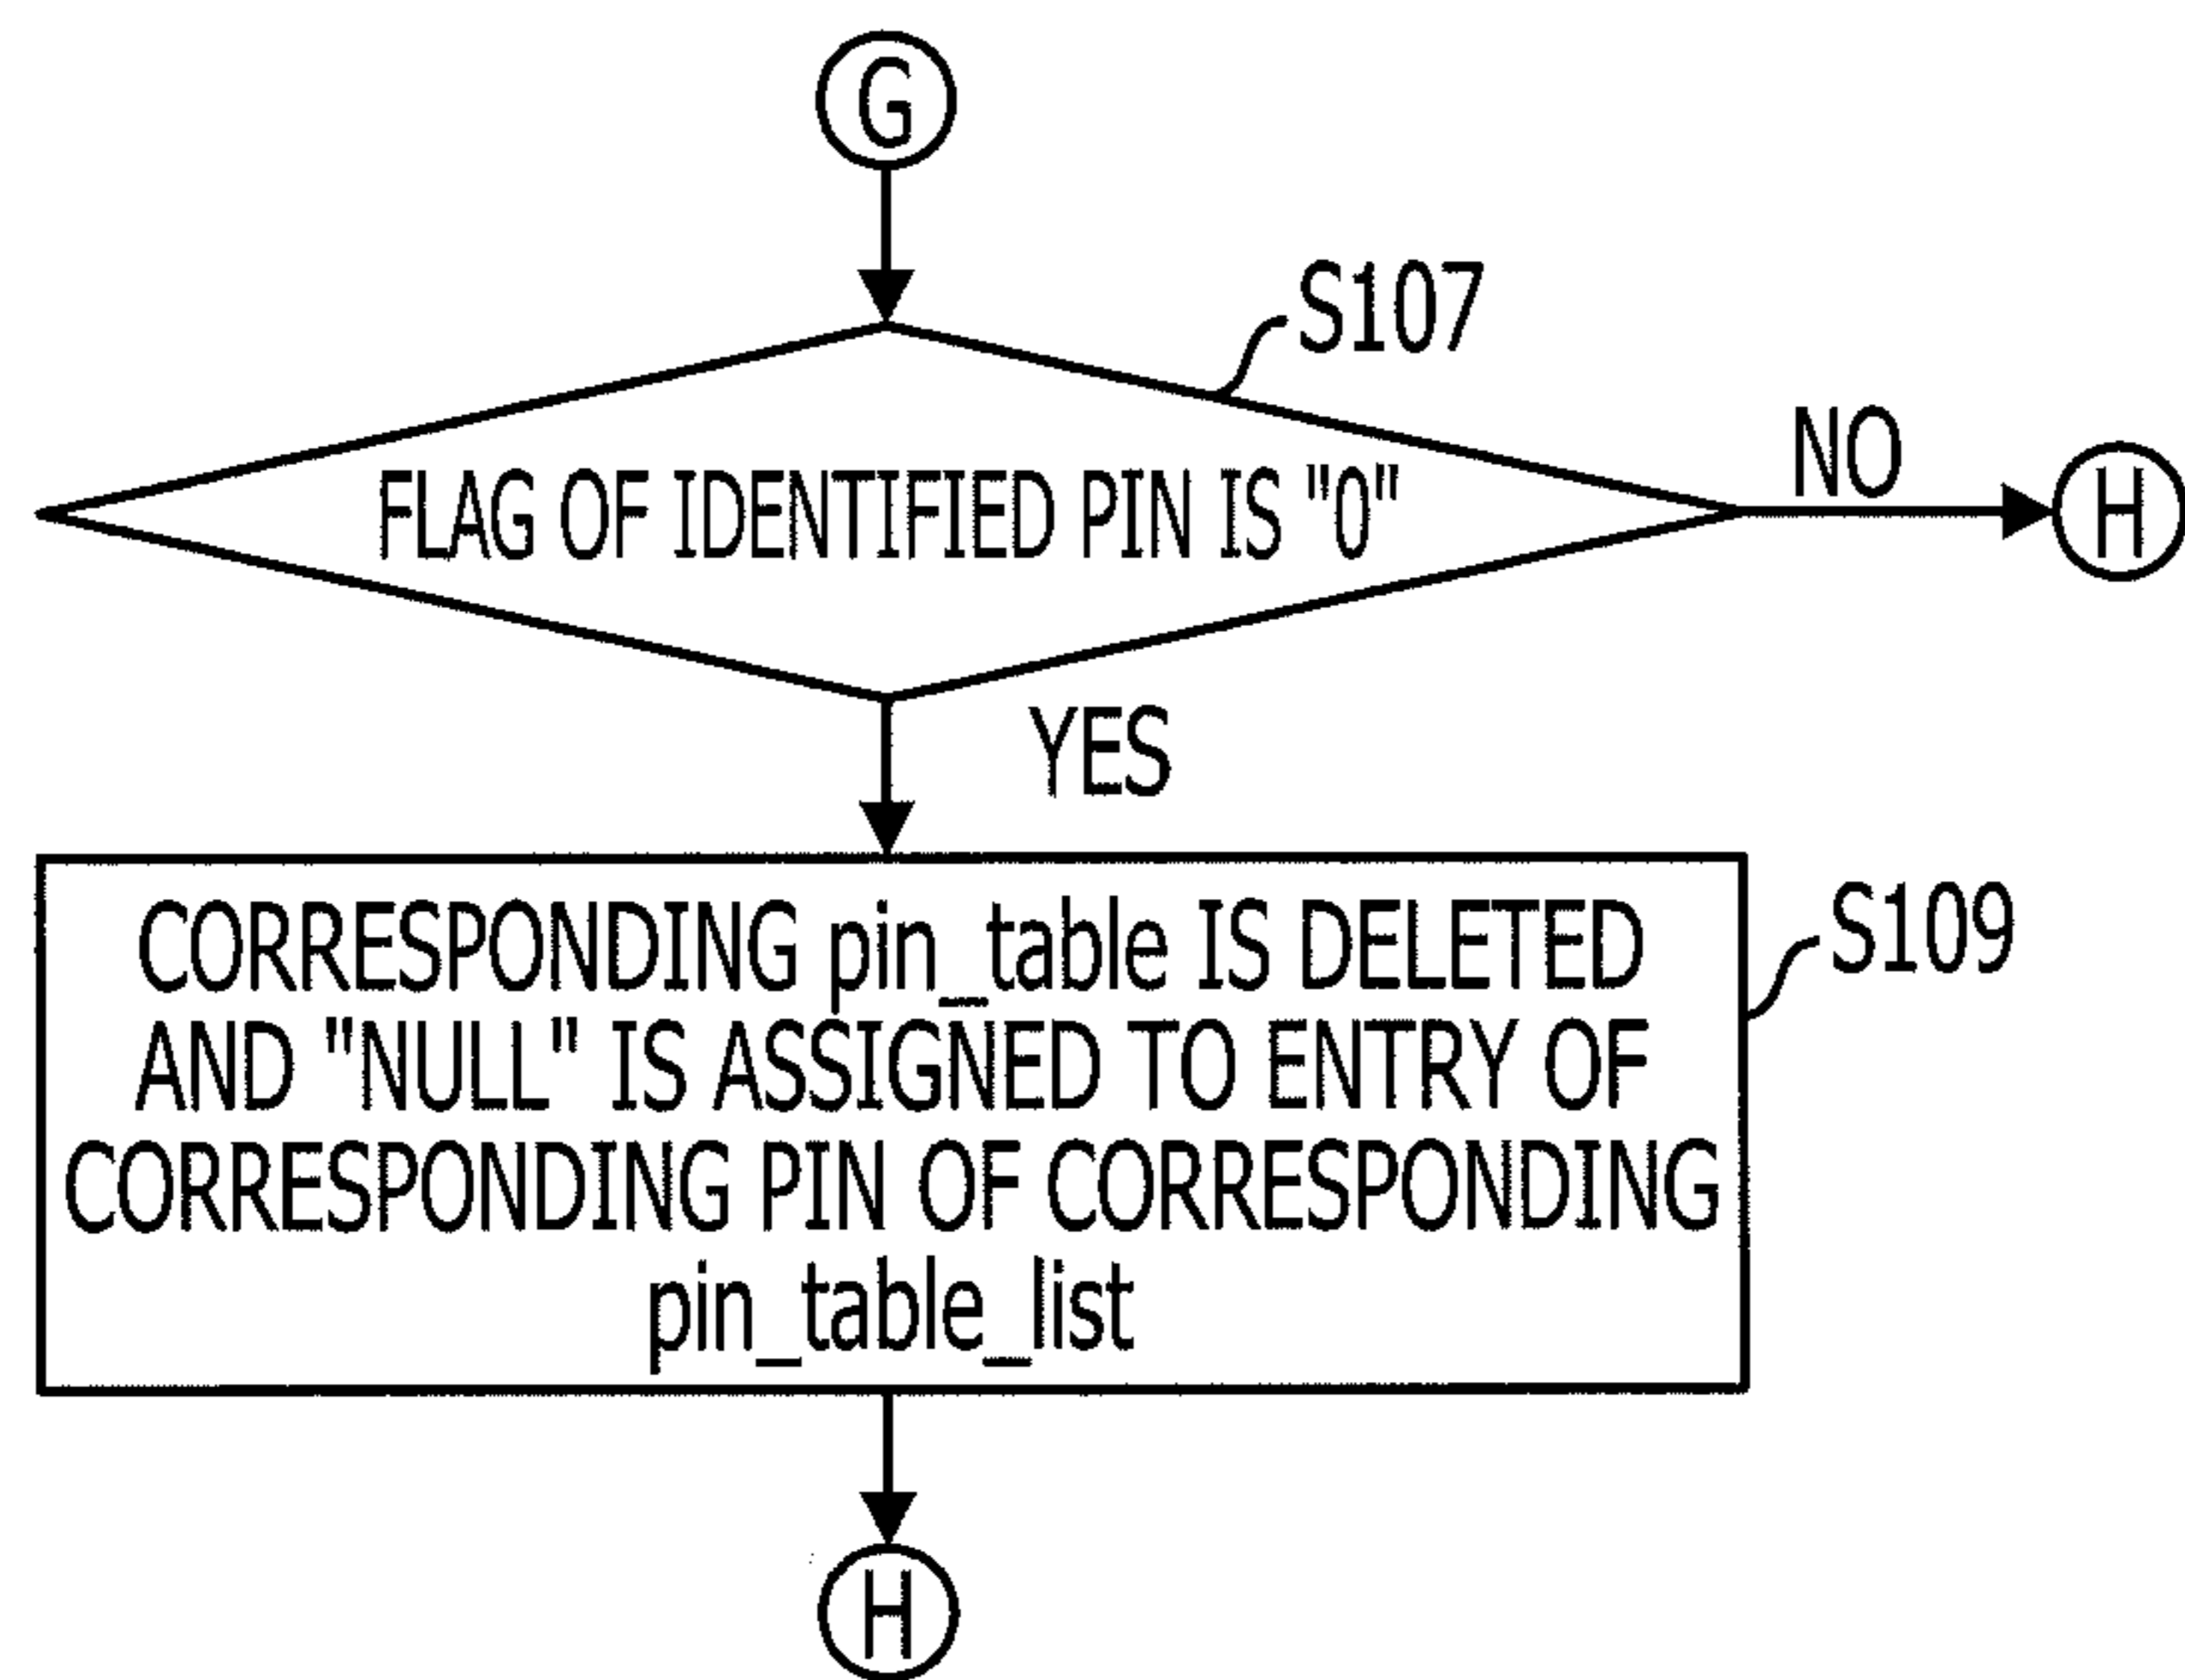 G
S107
FLAG OF IDENTIFIED PIN IS "0"
NO
H
YES
S109
CORRESPONDING pin_table IS DELETED
AND "NULL" IS ASSIGNED TO ENTRY OF
CORRESPONDING PIN OF CORRESPONDING
pin_table_list
H